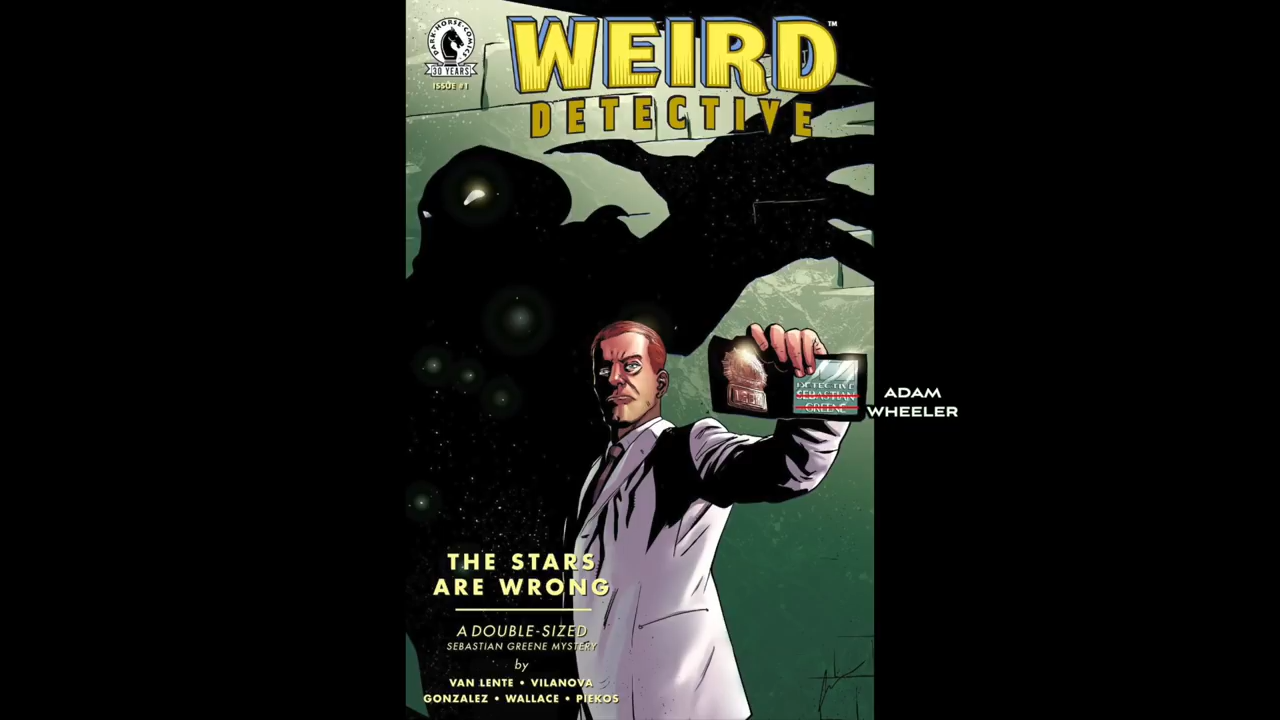 DARK·HORSE·COMICS
30 YEARS
ISSUE #1
WEIRD™
DETECTIVE
DETECTIVE
SEBASTIAN
GREENE
ADAM
WHEELER
THE STARS
ARE WRONG
A DOUBLE-SIZED
SEBASTIAN GREENE MYSTERY
by
VAN LENTE • VILANOVA
GONZALEZ • WALLACE • PIEKOS